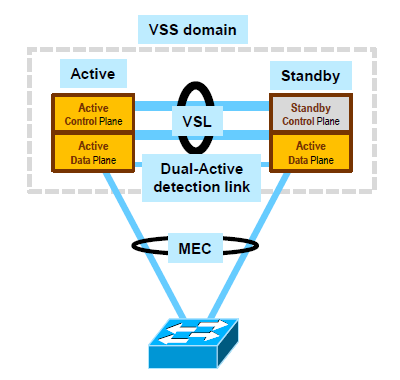 VSS domain
Active
Standby
Active
Control Plane
Active
Data Plane
VSL
Standby
Control Plane
Active
Data Plane
Dual-Active
detection link
MEC